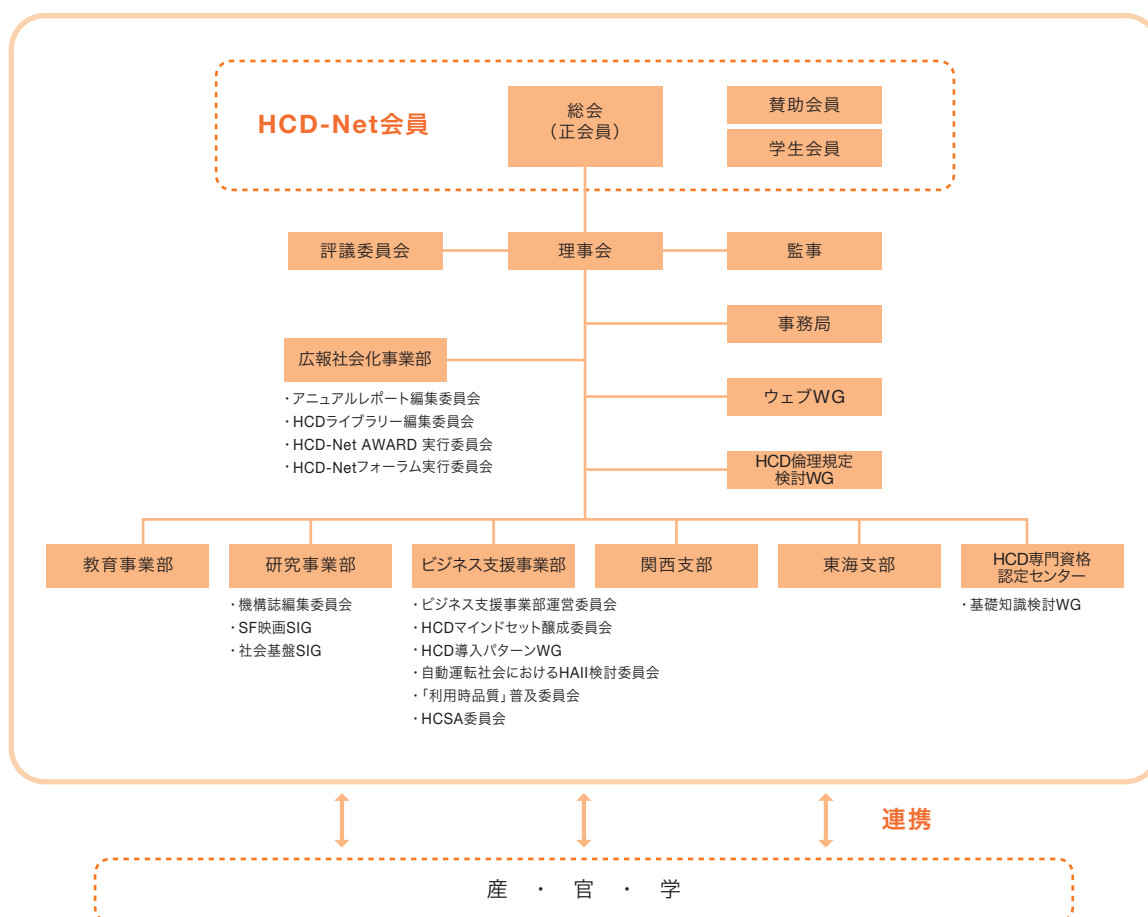 HCD-Net会員
総会
（正会員）
賛助会員
学生会員
評議委員会
理事会
監事
事務局
広報社会化事業部
・アニュアルレポート編集委員会
・HCDライブラリー編集委員会
・HCD-Net AWARD 実行委員会
・HCD-Netフォーラム実行委員会
ウェブWG
HCD倫理規定
検討WG
教育事業部
研究事業部
・機構誌編集委員会
・SF映画SIG
・社会基盤SIG
ビジネス支援事業部
・ビジネス支援事業部運営委員会
・HCDマインドセット醸成委員会
・HCD導入パターンWG
・自動運転社会におけるHAII検討委員会
・「利用時品質」普及委員会
・HCSA委員会
関西支部
東海支部
HCD専門資格
認定センター
・基礎知識検討WG
連携
産 ・ 官 ・ 学